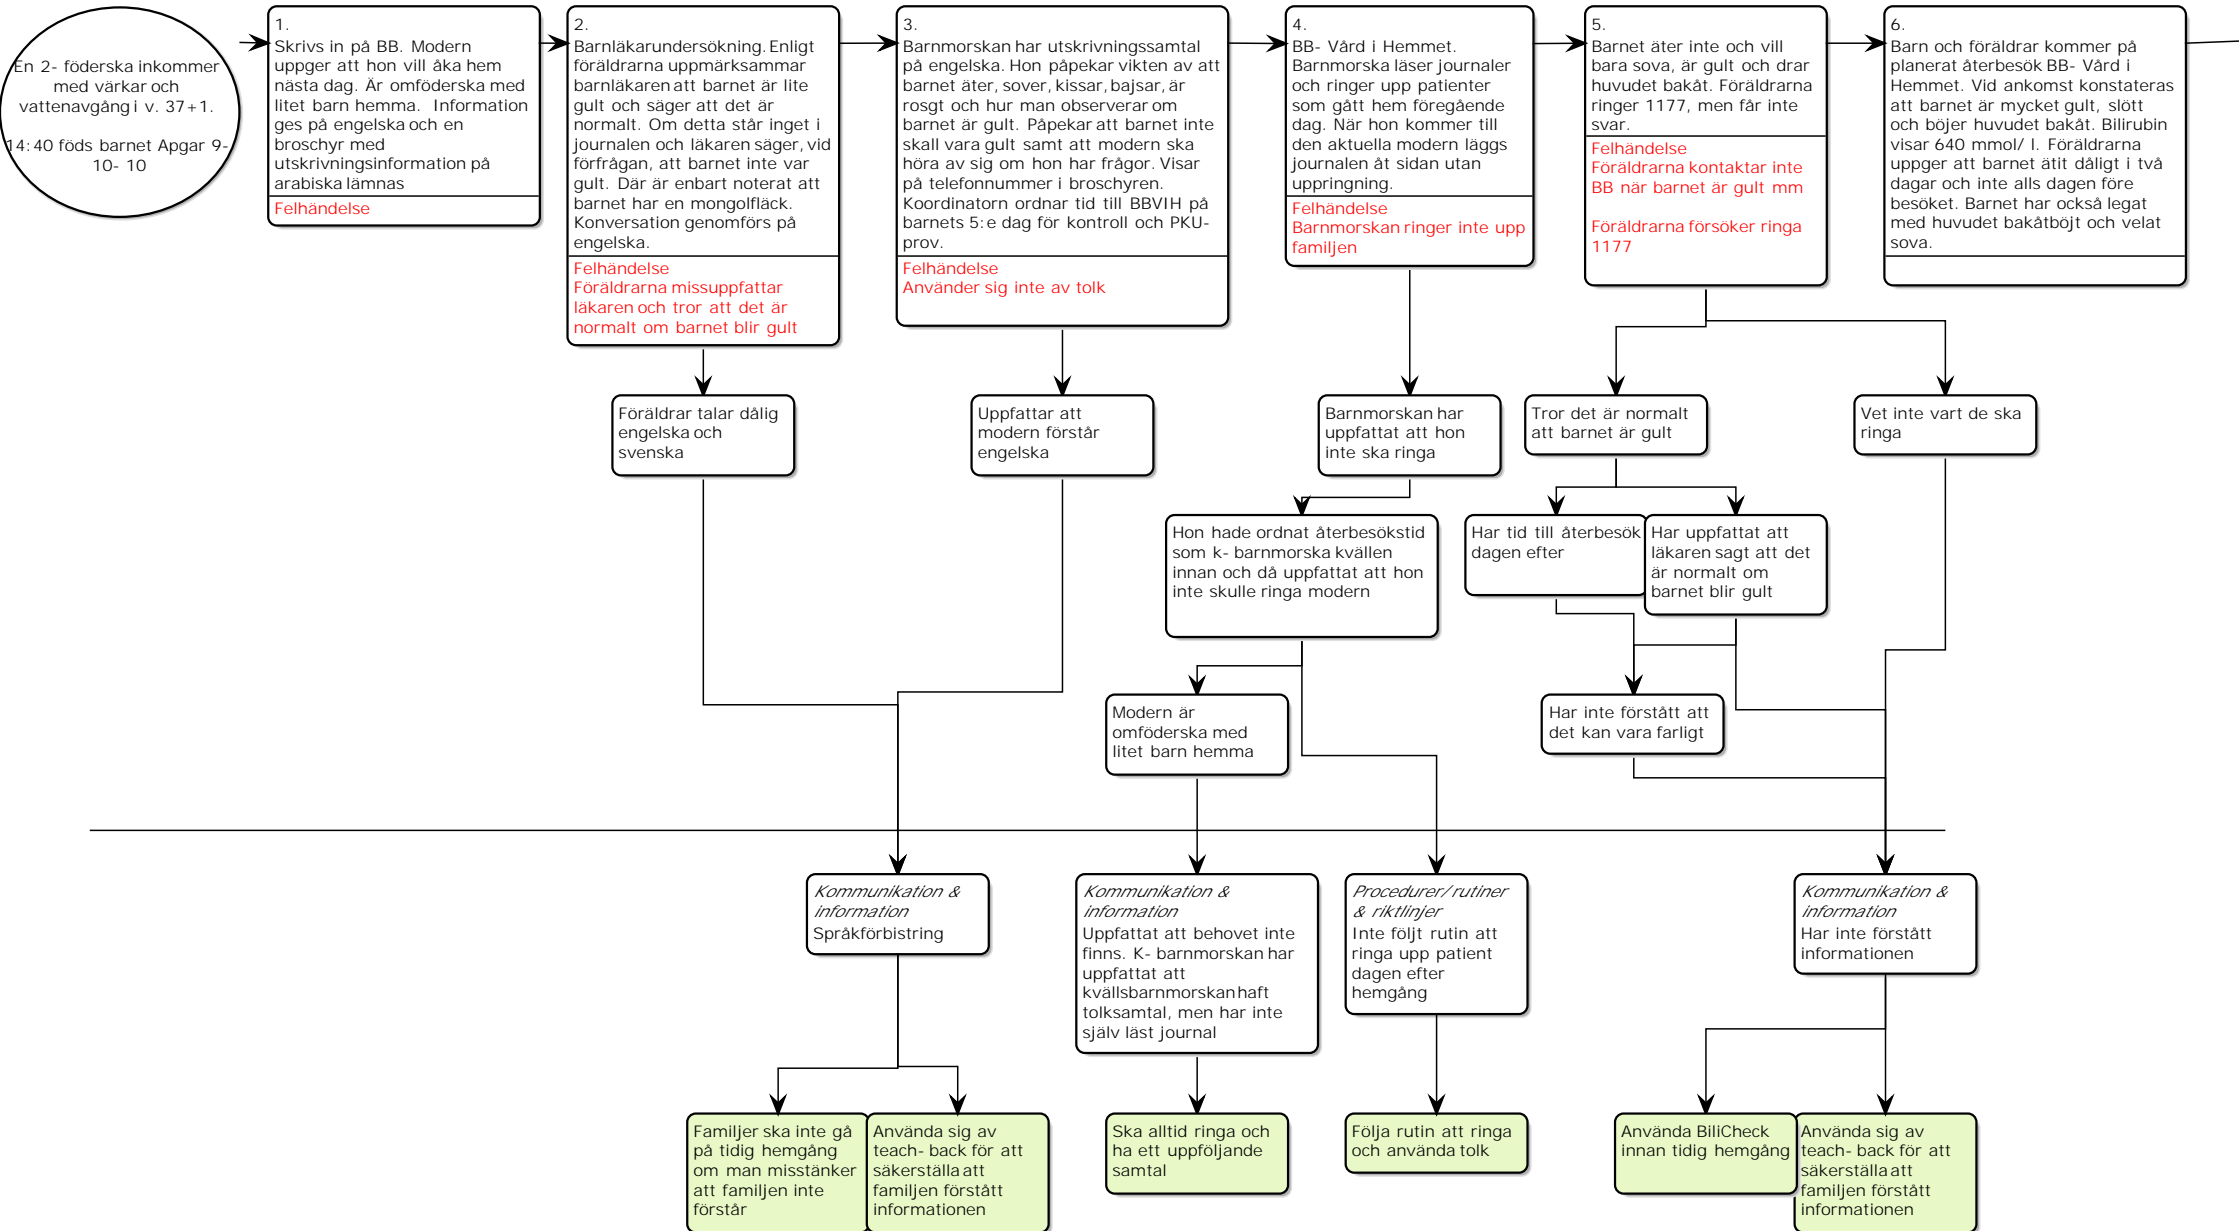 En 2- föderska inkommer
med värkar och
vattenavgång i v. 37+1.
14:40 föds barnet Apgar 9-
10- 10
1.
Skrivs in på BB. Modern
uppger att hon vill åka hem
nästa dag. Är omföderska med
litet barn hemma. Information
ges på engelska och en
broschyr med
utskrivningsinformation på
arabiska lämnas
Felhändelse
2.
Barnläkarundersökning. Enligt
föräldrarna uppmärksammar
barnläkaren att barnet är lite
gult och säger att det är
normalt. Om detta står inget i
journalen och läkaren säger, vid
förfrågan, att barnet inte var
gult. Där är enbart noterat att
barnet har en mongolfläck.
Konversation genomförs på
engelska.
Felhändelse
Föräldrarna missuppfattar
läkaren och tror att det är
normalt om barnet blir gult
3.
Barnmorskan har utskrivningssamtal
på engelska. Hon påpekar vikten av att
barnet äter, sover, kissar, bajsar, är
rosgt och hur man observerar om
barnet är gult. Påpekar att barnet inte
skall vara gult samt att modern ska
höra av sig om hon har frågor. Visar
på telefonnummer i broschyren.
Koordinatorn ordnar tid till BBVIH på
barnets 5:e dag för kontroll och PKU-
prov.
Felhändelse
Använder sig inte av tolk
4.
BB- Vård i Hemmet.
Barnmorska läser journaler
och ringer upp patienter
som gått hem föregående
dag. När hon kommer till
den aktuella modern läggs
journalen åt sidan utan
uppringning.
Felhändelse
Barnmorskan ringer inte upp
familjen
5.
Barnet äter inte och vill
bara sova, är gult och drar
huvudet bakåt. Föräldrarna
ringer 1177, men får inte
svar.
Felhändelse
Föräldrarna kontaktar inte
BB när barnet är gult mm
Föräldrarna försöker ringa
1177
6.
Barn och föräldrar kommer på
planerat återbesök BB- Vård i
Hemmet. Vid ankomst konstateras
att barnet är mycket gult, slött
och böjer huvudet bakåt. Bilirubin
visar 640 mmol/ l. Föräldrarna
uppger att barnet ätit dåligt i två
dagar och inte alls dagen före
besöket. Barnet har också legat
med huvudet bakåtböjt och velat
sova.
Föräldrar talar dålig
engelska och
svenska
Uppfattar att
modern förstår
engelska
Barnmorskan har
uppfattat att hon
inte ska ringa
Tror det är normalt
att barnet är gult
Vet inte vart de ska
ringa
Hon hade ordnat återbesökstid
som k- barnmorska kvällen
innan och då uppfattat att hon
inte skulle ringa modern
Har tid till återbesök
dagen efter
Har uppfattat att
läkaren sagt att det
är normalt om
barnet blir gult
Modern är
omföderska med
litet barn hemma
Har inte förstått att
det kan vara farligt
Kommunikation &
information
Språkförbistring
Kommunikation &
information
Uppfattat att behovet inte
finns. K- barnmorskan har
uppfattat att
kvällsbarnmorskan haft
tolksamtal, men har inte
själv läst journal
Procedurer/ rutiner
& riktlinjer
Inte följt rutin att
ringa upp patient
dagen efter
hemgång
Kommunikation &
information
Har inte förstått
informationen
Familjer ska inte gå
på tidig hemgång
om man misstänker
att familjen inte
förstår
Använda sig av
teach- back för att
säkerställa att
familjen förstått
informationen
Ska alltid ringa och
ha ett uppföljande
samtal
Följa rutin att ringa
och använda tolk
Använda BiliCheck
innan tidig hemgång
Använda sig av
teach- back för att
säkerställa att
familjen förstått
informationen